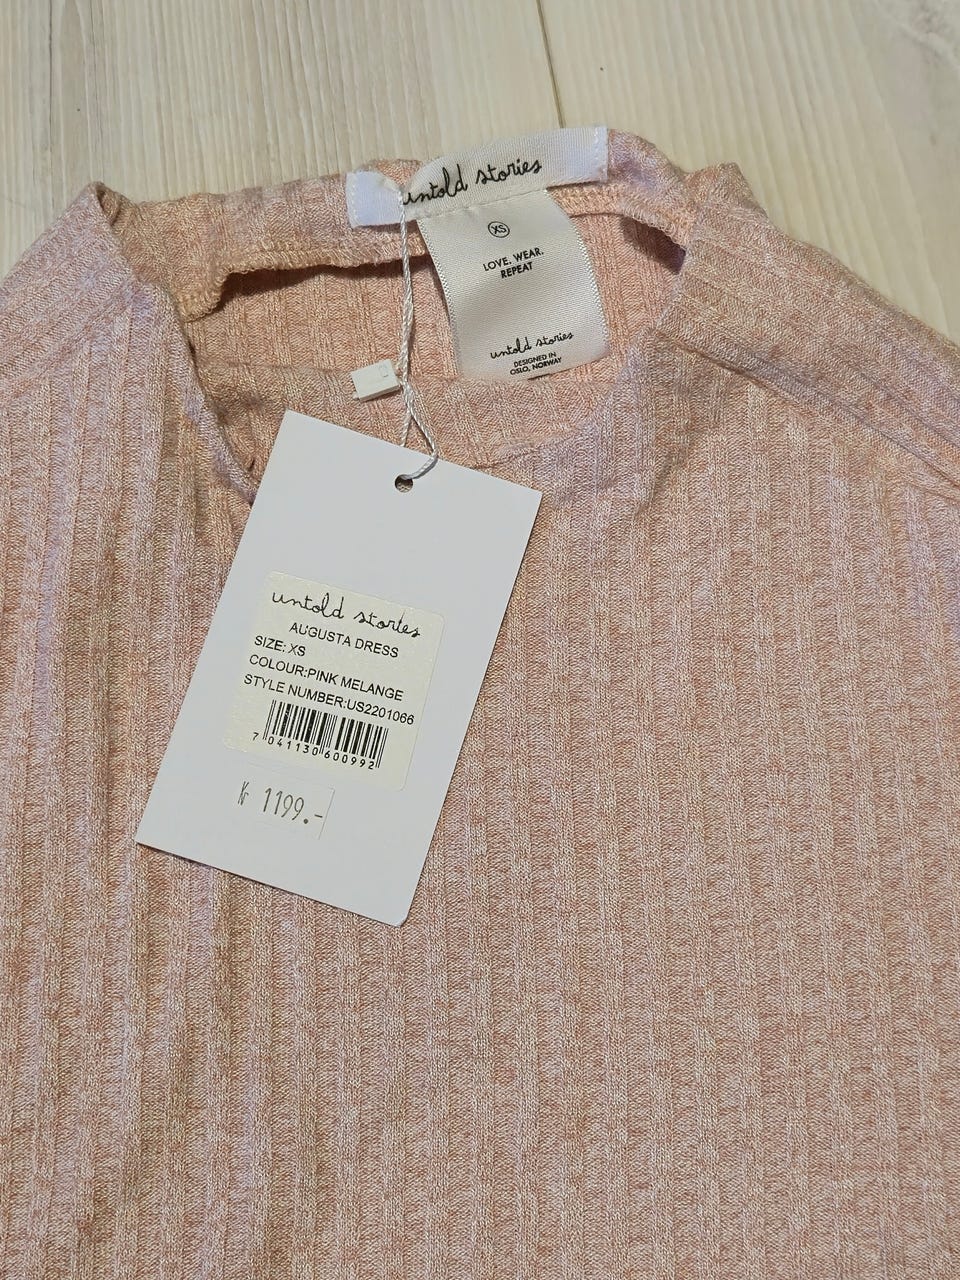 untold stories
XS
LOVE. WEAR.
REPEAT
untold stories
DESIGNED IN
OSLO, NORWAY
untold stories
AUGUSTA DRESS
SIZE: XS
COLOUR:PINK MELANGE
STYLE NUMBER:US2201066
7 041130 600992
Kr 1199.-